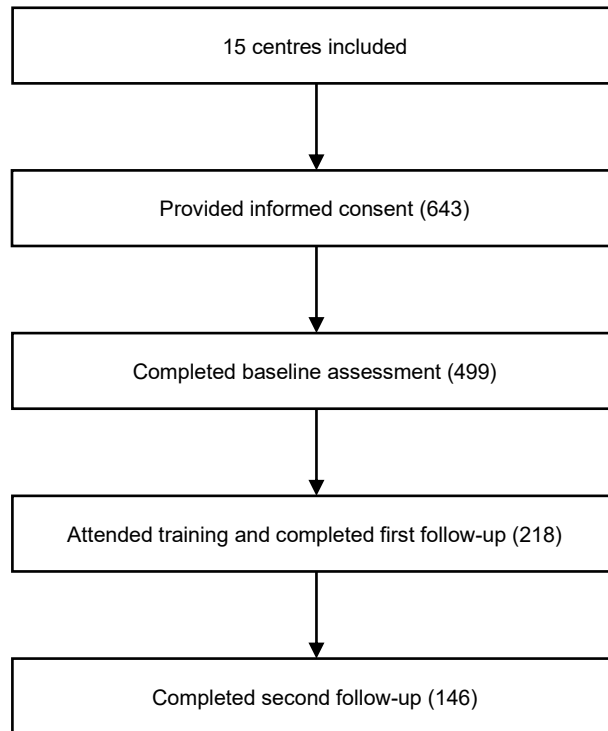 15 centres included
Provided informed consent (643)
Completed baseline assessment (499)
Attended training and completed first follow-up (218)
Completed second follow-up (146)